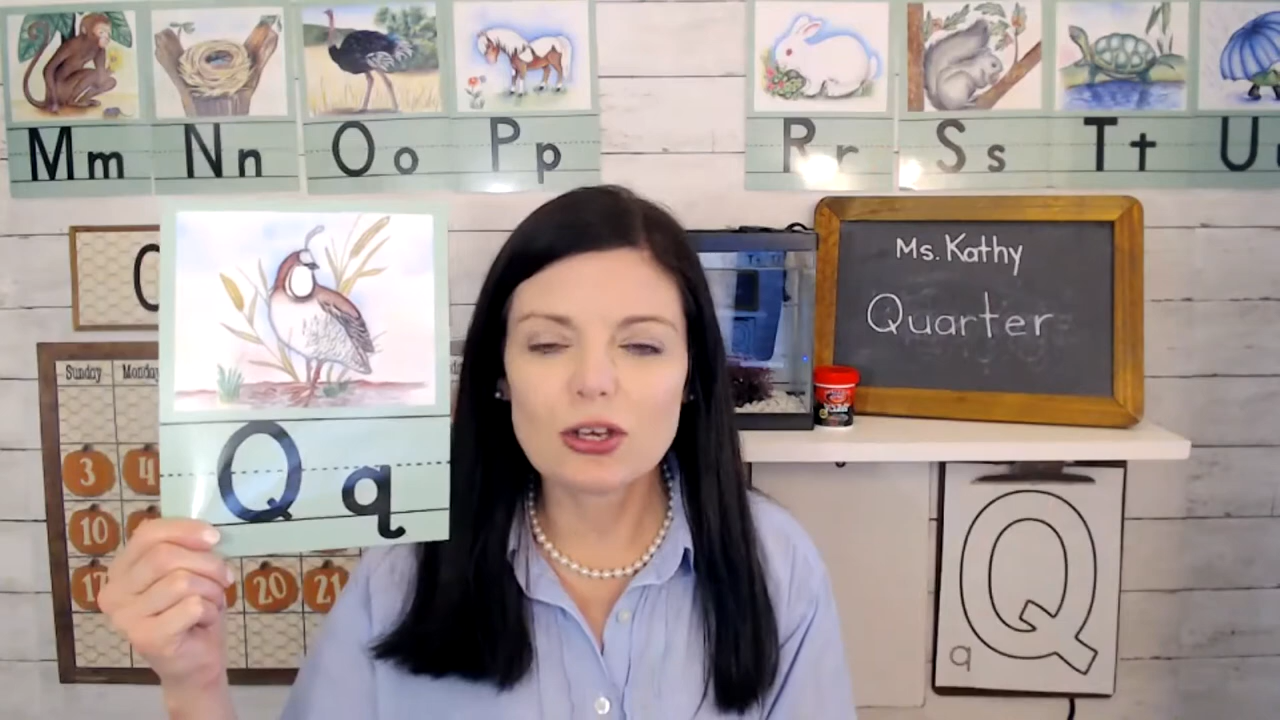 Mm Nn Oo Pp Rr Ss Tt U
Qq
Ms. Kathy
Quarter
Sunday Monday
3 4
10
17 20 21
Q
q